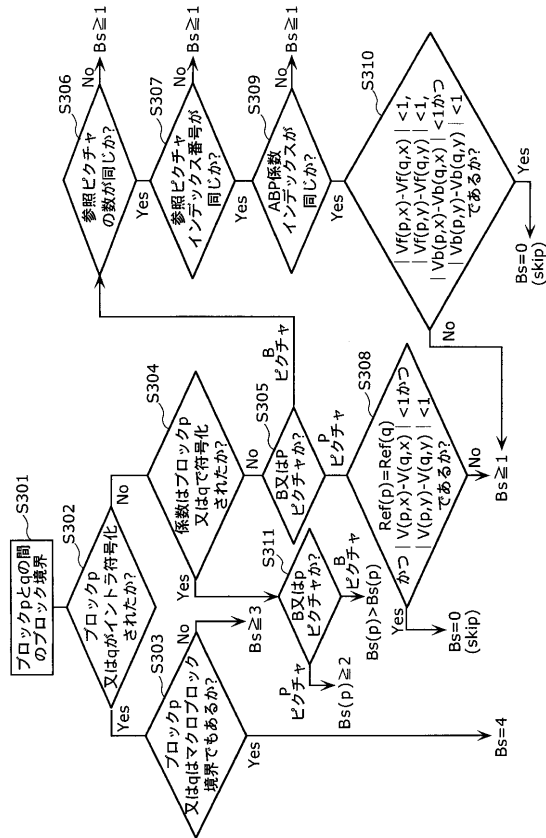 S301
ブロックpとqの間
のブロック境界
S302
ブロックp
又はqがイントラ符号化
されたか?
Yes
No
S303
ブロックp
又はqはマクロブロック
境界でもあるか?
No
Bs≧3
Yes
Bs=4
S304
係数はブロックp
又はqで符号化
されたか?
Yes
No
S311
B又はp
ピクチャか?
P
ピクチャ
Bs(p)≧2
B
ピクチャ
Bs(p)>Bs(p)
S305
B又はP
ピクチャか?
B
ピクチャ
P
ピクチャ
S308
Ref(p)=Ref(q)
かつ|V(p,x)-V(q,x)|<1かつ
|V(p,y)-V(q,y)|<1
であるか?
Yes
Bs=0
(skip)
No
Bs≧1
S306
参照ピクチャ
の数が同じか?
No
Bs≧1
Yes
S307
参照ピクチャ
インデックス番号が
同じか?
No
Bs≧1
Yes
S309
ABP係数
インデックスが
同じか?
No
Bs≧1
Yes
S310
|Vf(p,x)-Vf(q,x)|<1,
|Vf(p,y)-Vf(q,y)|<1,
|Vb(p,x)-Vb(q,x)|<1かつ
|Vb(p,y)-Vb(q,y)|<1
であるか?
No
Yes
Bs=0
(skip)